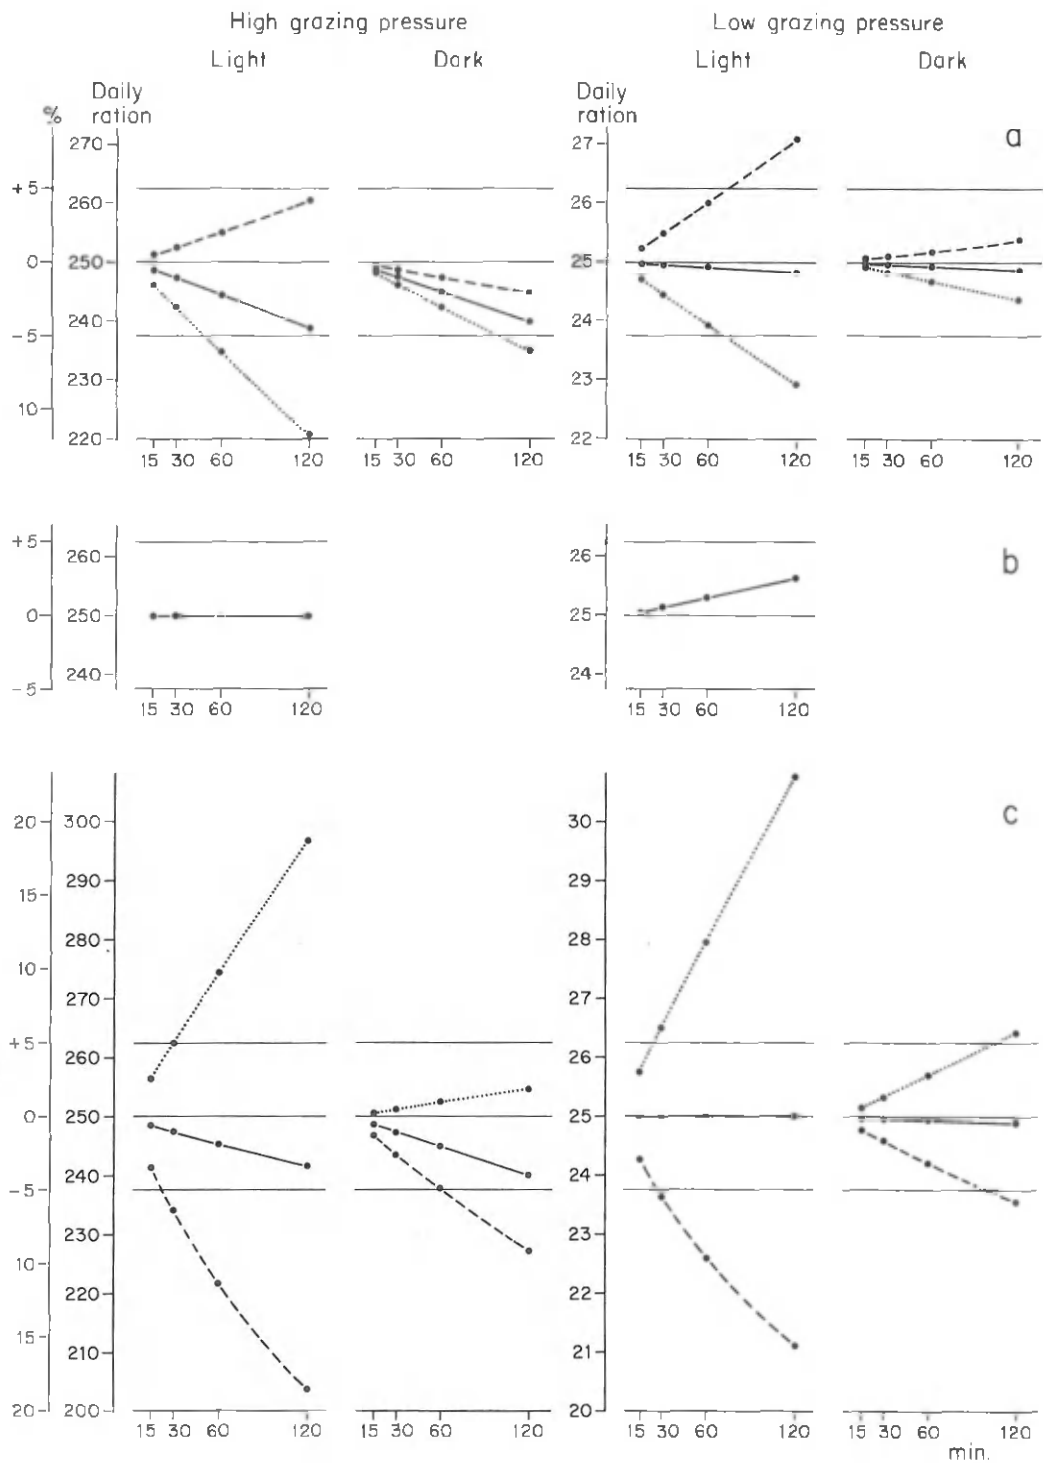 High grazing pressure Low grazing pressure
Light Dark Light Dark
% Daily ration Daily ration
a
270 27
+5
260 26
0 250 25
240 24
-5
230 23
10
220 22
15 30 60 120 15 30 60 120 15 30 60 120 15 30 60 120
b
+5
260 26
0 250 25
240 24
-5
15 30 60 120 15 30 60 120
c
20 300 30
290 29
15
280 28
10
270 27
+5
260 26
0 250 25
240 24
-5
230 23
10
220 22
15
210 21
20 200 20
15 30 60 120 15 30 60 120 15 30 60 120 15 30 60 120
min.